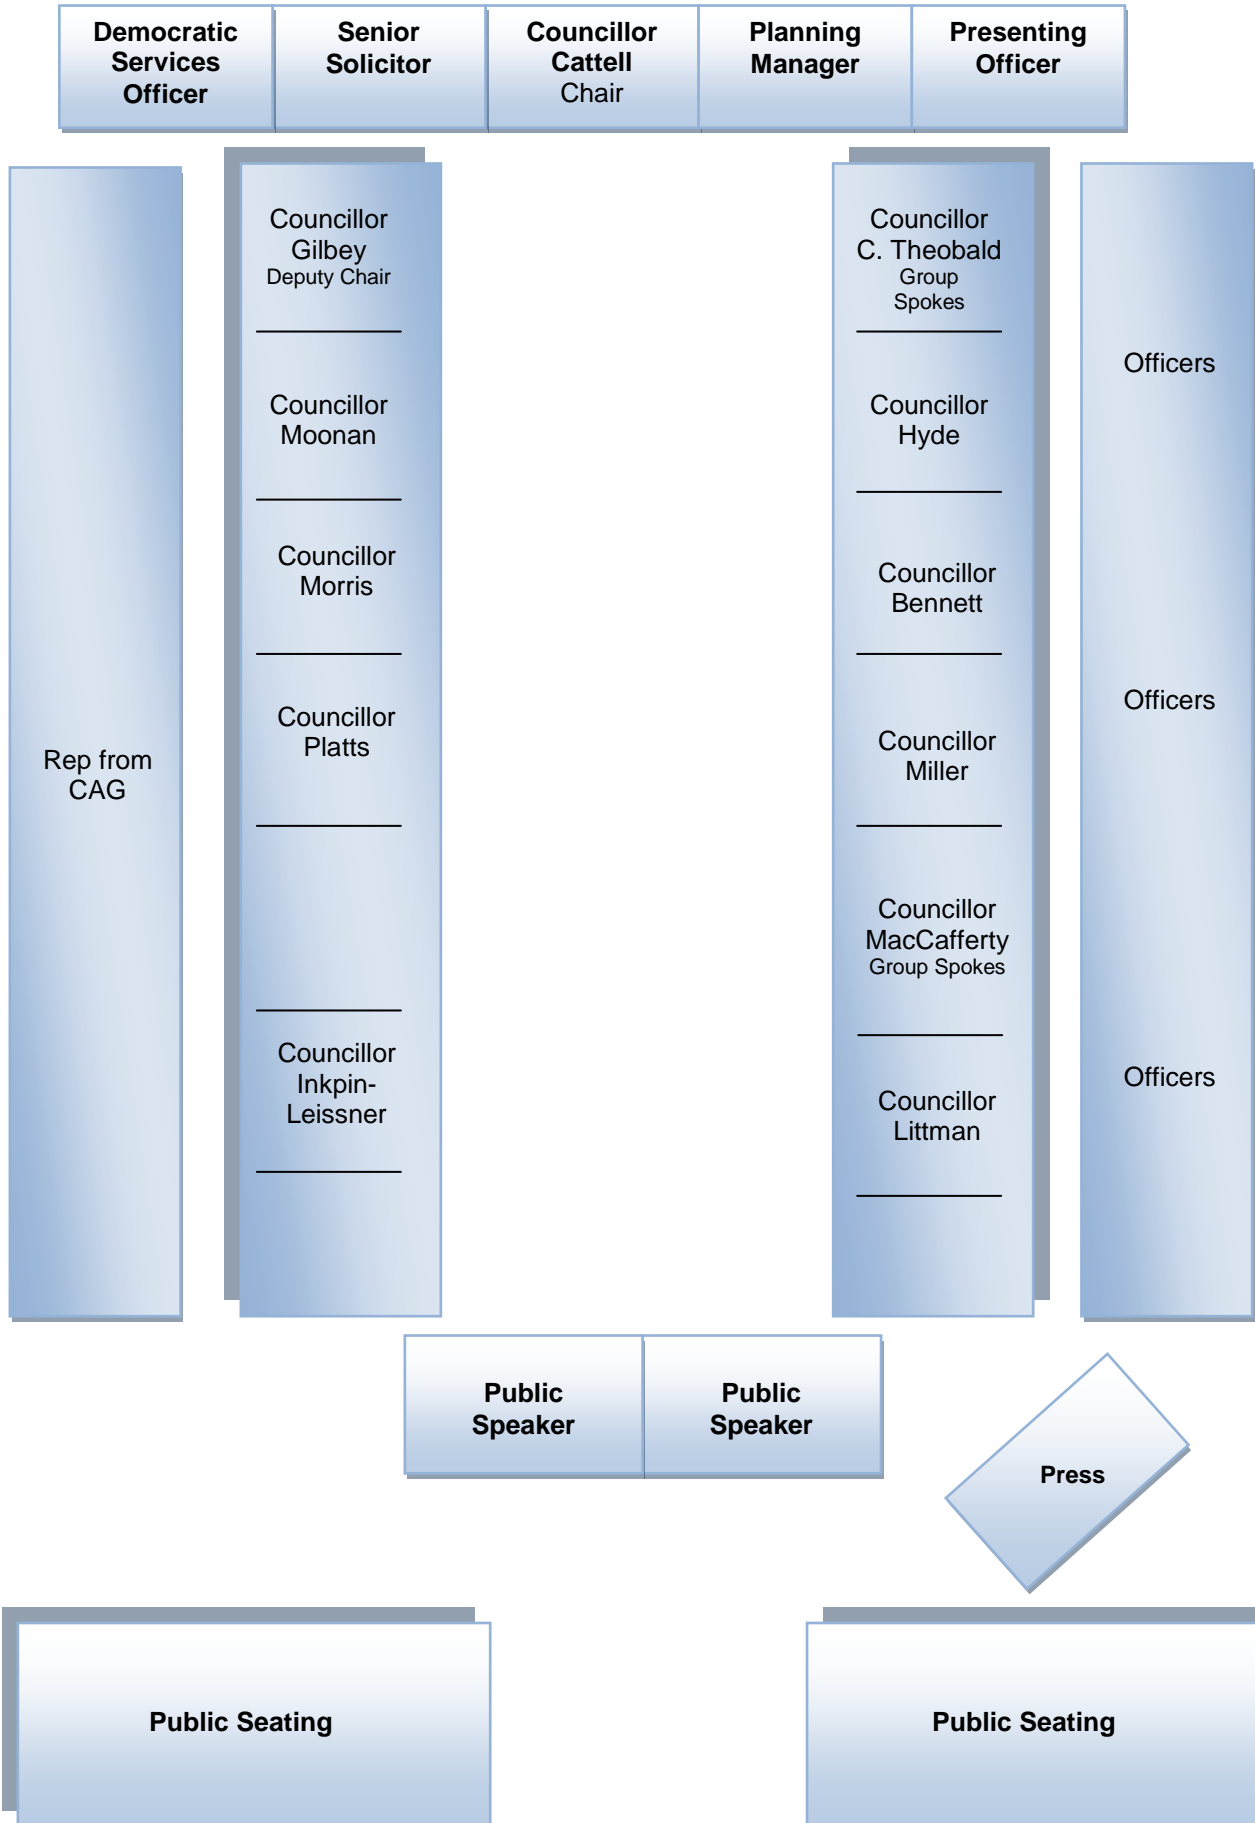 Democratic
Services
Officer
Senior
Solicitor
Councillor
Cattell
Chair
Planning
Manager
Presenting
Officer
Rep from
CAG
Councillor
Gilbey
Deputy Chair
Councillor
Moonan
Councillor
Morris
Councillor
Platts
Councillor
Inkpin-
Leissner
Councillor
C. Theobald
Group
Spokes
Councillor
Hyde
Councillor
Bennett
Councillor
Miller
Councillor
MacCafferty
Group Spokes
Councillor
Littman
Officers
Officers
Officers
Public
Speaker
Public
Speaker
Press
Public Seating
Public Seating